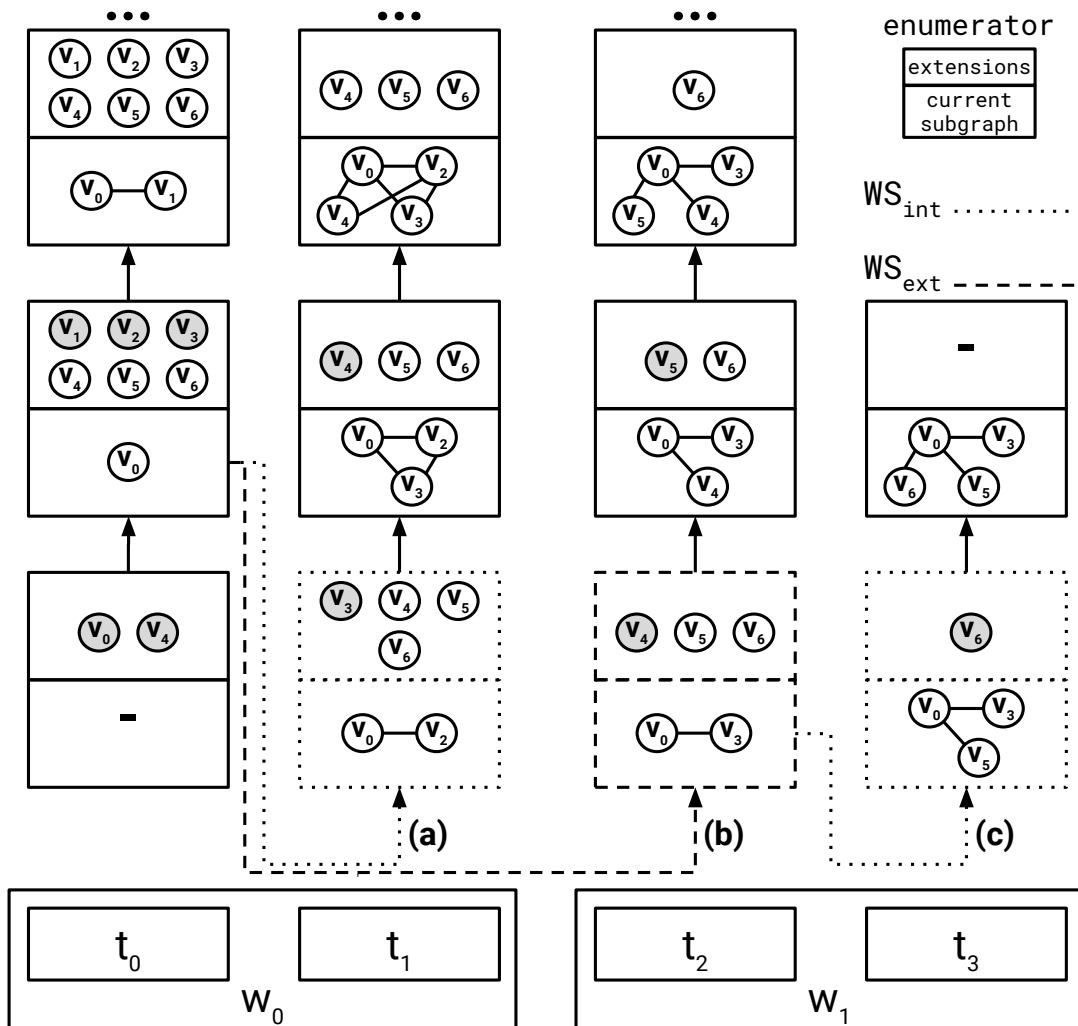 ... ... ...
enumerator
extensions
current
subgraph
WS_int
WS_ext
v₁ v₂ v₃
v₄ v₅ v₆
v₀ v₁
v₄ v₅ v₆
v₀ v₂
v₄ v₃
v₆
v₀ v₃
v₅ v₄
v₁ v₂ v₃
v₄ v₅ v₆
v₀
v₄ v₅ v₆
v₀ v₂
v₃
v₅ v₆
v₀ v₃
v₄
-
v₀ v₃
v₆ v₅
v₀ v₄
-
v₃ v₄ v₅
v₆
v₀ v₂
v₄ v₅ v₆
v₀ v₃
v₆
v₀ v₃
v₅
(a) (b) (c)
t₀ t₁ t₂ t₃
w₀ w₁